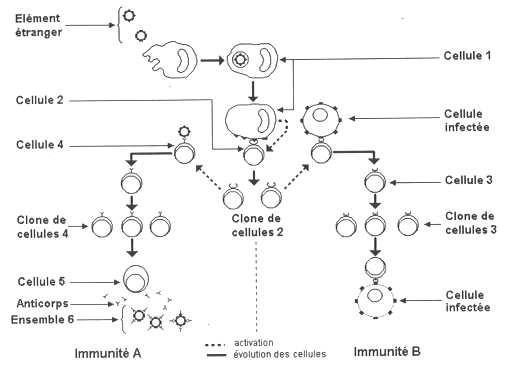 Elément
étranger
Cellule 1
Cellule 2
Cellule
infectée
Cellule 4
Cellule 3
Clone de
cellules 4
Clone de
cellules 2
Clone de
cellules 3
Cellule 5
Anticorps
Ensemble 6
Cellule
infectée
activation
évolution des cellules
Immunité A
Immunité B